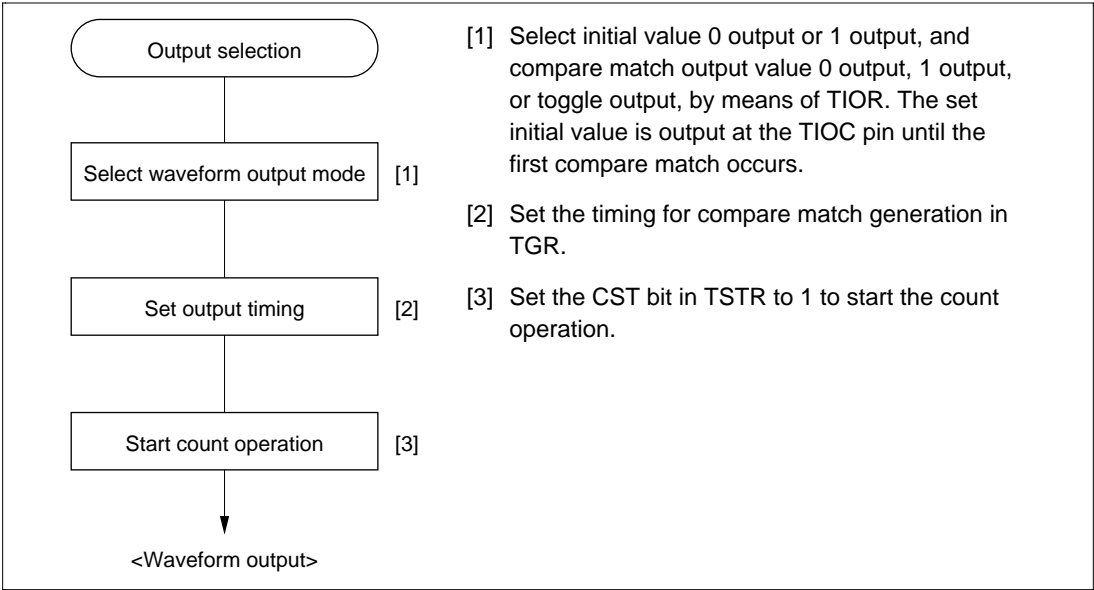 Output selection
Select waveform output mode [1]
Set output timing [2]
Start count operation [3]
<Waveform output>
[1] Select initial value 0 output or 1 output, and
compare match output value 0 output, 1 output,
or toggle output, by means of TIOR. The set
initial value is output at the TIOC pin until the
first compare match occurs.
[2] Set the timing for compare match generation in
TGR.
[3] Set the CST bit in TSTR to 1 to start the count
operation.